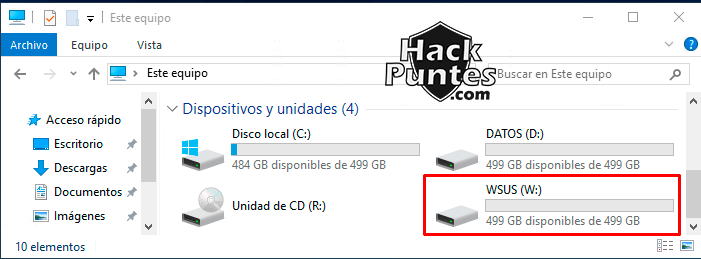 Este equipo
Archivo Equipo Vista
Hack
Puntes
.com
Este equipo
Buscar en Este equipo
Acceso rápido
Escritorio
Descargas
Documentos
Imágenes
Dispositivos y unidades (4)
Disco local (C:)
484 GB disponibles de 499 GB
DATOS (D:)
499 GB disponibles de 499 GB
Unidad de CD (R:)
WSUS (W:)
499 GB disponibles de 499 GB
10 elementos